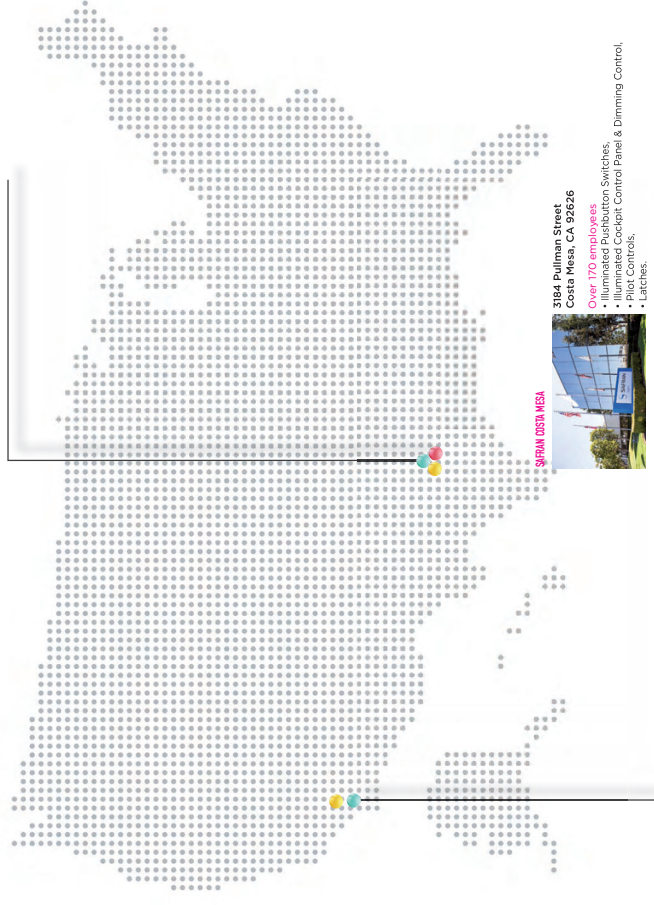 SAFRAN COSTA MESA
3184 Pullman Street
Costa Mesa, CA 92626
Over 170 employees
• Illuminated Pushbutton Switches,
• Illuminated Cockpit Control Panel & Dimming Control,
• Pilot Controls,
• Latches.
SAFRAN